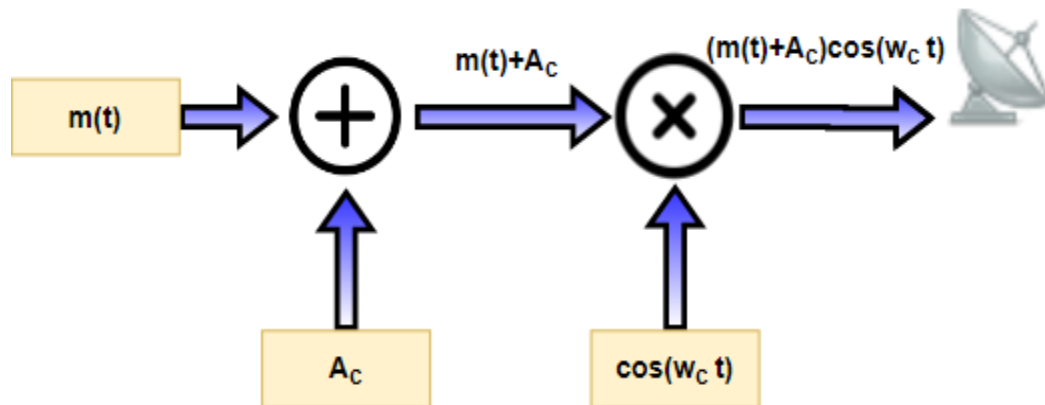 m(t)+A_C
(m(t)+A_C)cos(w_C t)
m(t)
A_C
cos(w_C t)